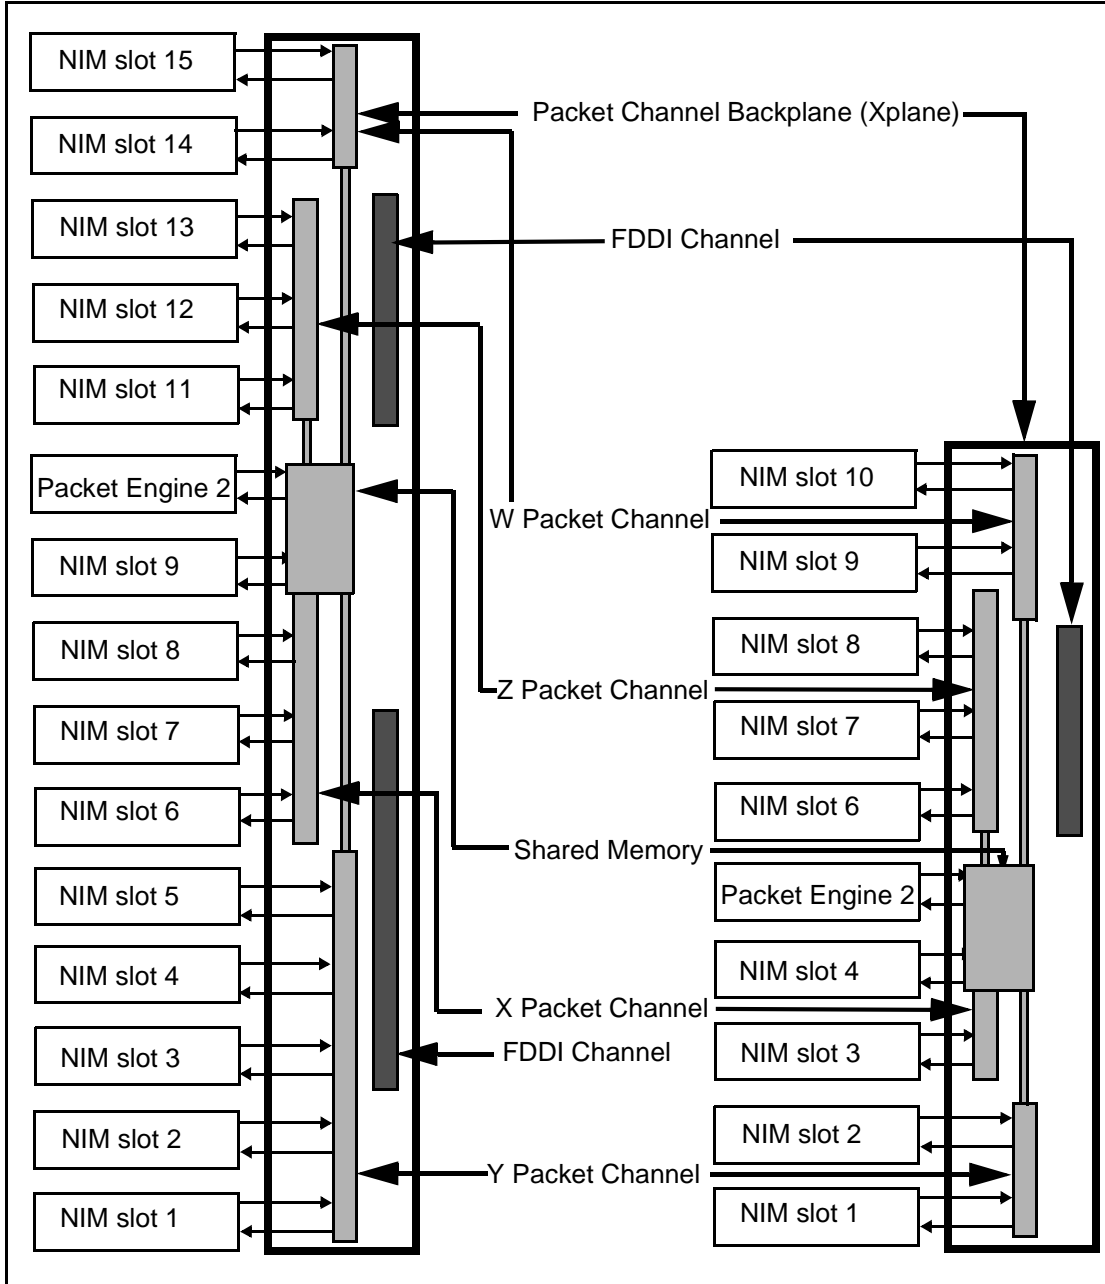 NIM slot 15
NIM slot 14
NIM slot 13
NIM slot 12
NIM slot 11
Packet Engine 2
NIM slot 9
NIM slot 8
NIM slot 7
NIM slot 6
NIM slot 5
NIM slot 4
NIM slot 3
NIM slot 2
NIM slot 1
Packet Channel Backplane (Xplane)
FDDI Channel
W Packet Channel
Z Packet Channel
Shared Memory
X Packet Channel
FDDI Channel
Y Packet Channel
NIM slot 10
NIM slot 9
NIM slot 8
NIM slot 7
NIM slot 6
Packet Engine 2
NIM slot 4
NIM slot 3
NIM slot 2
NIM slot 1